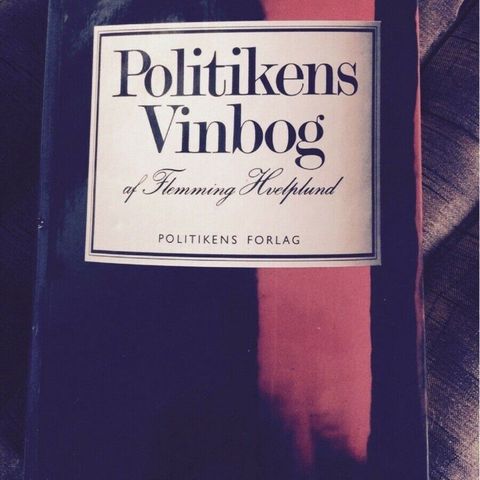 Politikens
Vinbog
af Flemming Hvelplund
POLITIKENS FORLAG